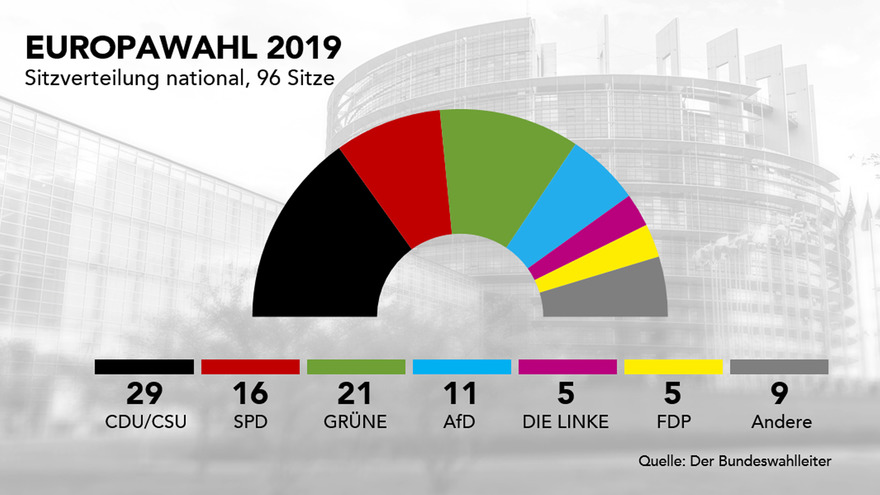 EUROPAWAHL 2019
Sitzverteilung national, 96 Sitze
29 16 21 11 5 5 9
CDU/CSU SPD GRÜNE AfD DIE LINKE FDP Andere
Quelle: Der Bundeswahlleiter